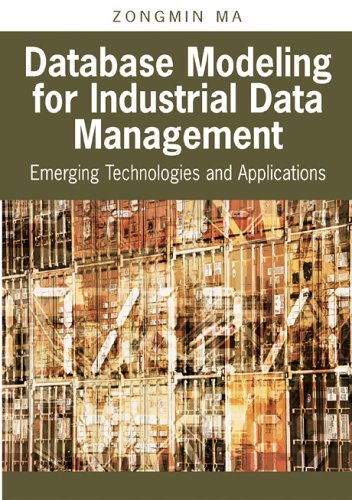 ZONGMIN MA
Database Modeling
for Industrial Data
Management
Emerging Technologies and Applications